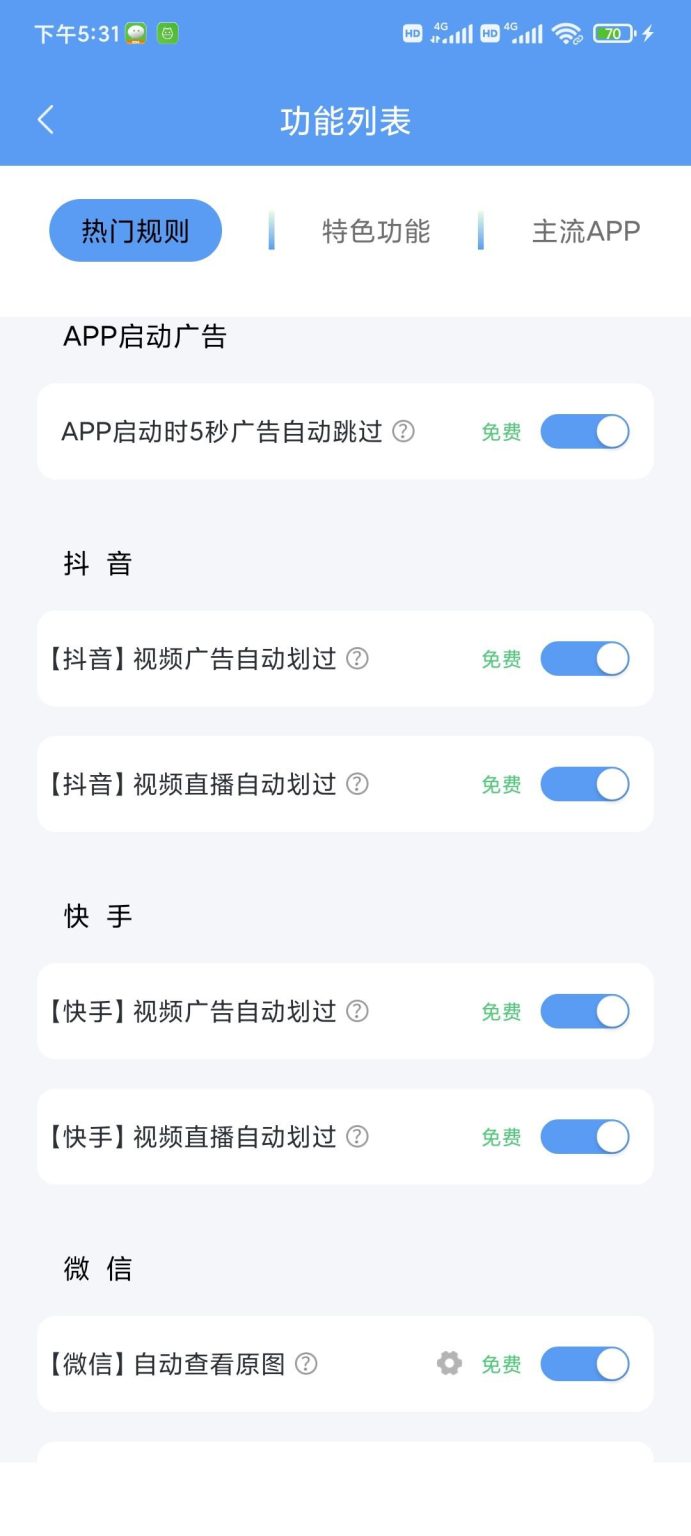 下午5:31
HD 4G HD 4G 70
功能列表
热门规则 特色功能 主流APP
APP启动广告
APP启动时5秒广告自动跳过 ? 免费
抖 音
【抖音】视频广告自动划过 ? 免费
【抖音】视频直播自动划过 ? 免费
快 手
【快手】视频广告自动划过 ? 免费
【快手】视频直播自动划过 ? 免费
微 信
【微信】自动查看原图 ? 免费